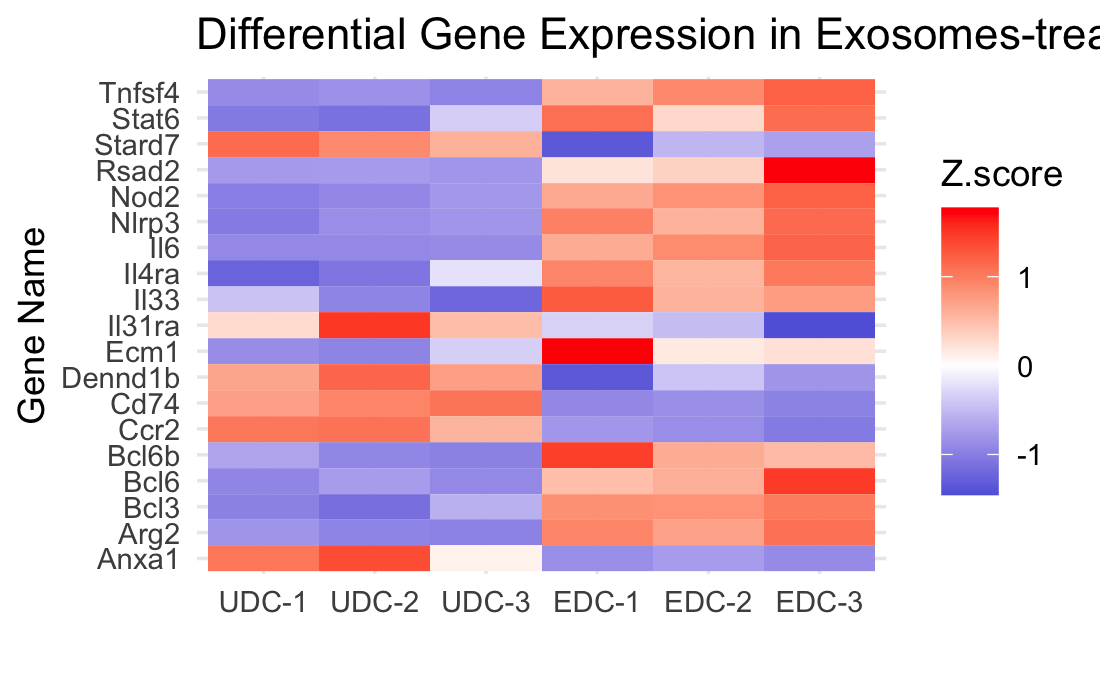 Differential Gene Expression in Exosomes-trea
Gene Name
Tnfsf4
Stat6
Stard7
Rsad2
Nod2
Nlrp3
Il6
Il4ra
Il33
Il31ra
Ecm1
Dennd1b
Cd74
Ccr2
Bcl6b
Bcl6
Bcl3
Arg2
Anxa1
UDC-1 UDC-2 UDC-3 EDC-1 EDC-2 EDC-3
Z.score
1
0
-1